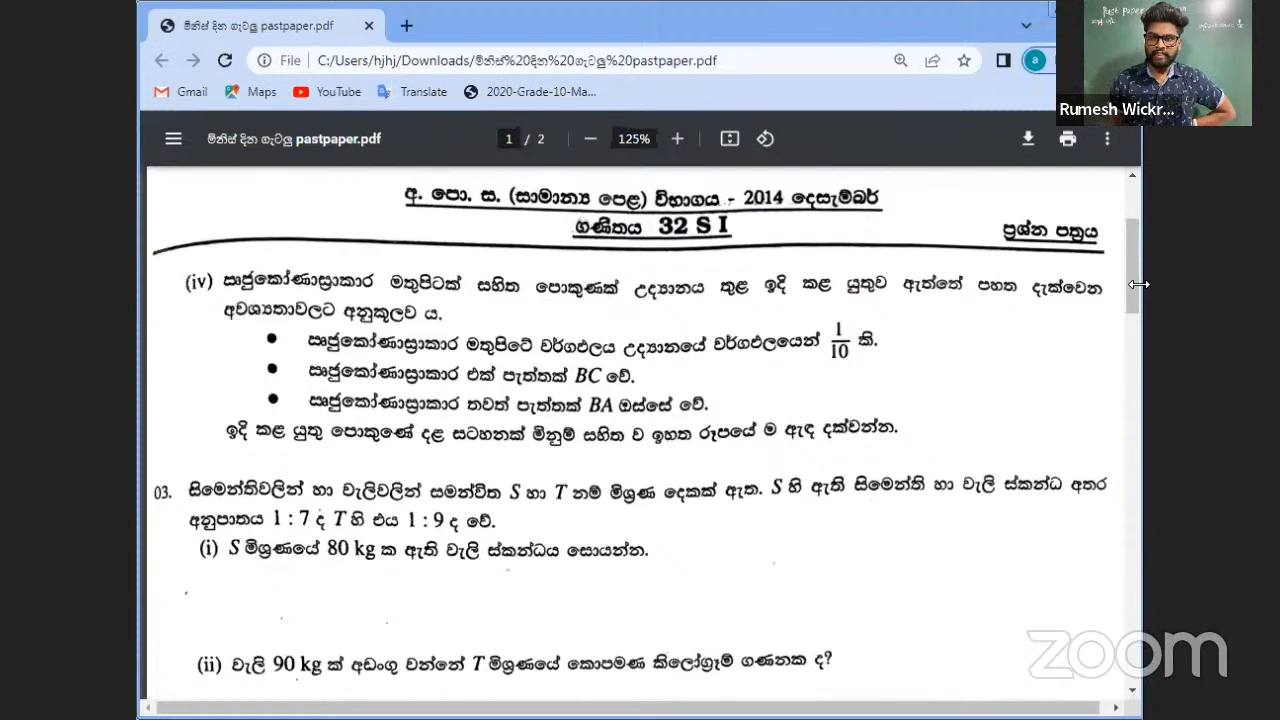 මිනිස් දින ගැටලු pastpaper.pdf
File
C:/Users/hjhj/Downloads/මිනිස්%20දින%20ගැටලු%20pastpaper.pdf
a
Gmail
Maps
YouTube
Translate
2020-Grade-10-Ma...
Past Paper
Rumesh Wickr...
මිනිස් දින ගැටලු pastpaper.pdf
1 / 2
125%
අ. පො. ස. (සාමාන්‍ය පෙළ) විභාගය - 2014 දෙසැම්බර්
ගණිතය 32 S I
ප්‍රශ්න පත්‍රය
(iv) සෘජුකෝණාස්‍රාකාර මතුපිටක් සහිත පොකුණක් උද්‍යානය තුළ ඉදි කළ යුතුව ඇත්තේ පහත දැක්වෙන
අවශ්‍යතාවලට අනුකූලව ය.
● සෘජුකෝණාස්‍රාකාර මතුපිටේ වර්ගඵලය උද්‍යානයේ වර්ගඵලයෙන් 1/10 කි.
● සෘජුකෝණාස්‍රාකාර එක් පැත්තක් BC වේ.
● සෘජුකෝණාස්‍රාකාර තවත් පැත්තක් BA ඔස්සේ වේ.
ඉදි කළ යුතු පොකුණේ දළ සටහනක් මිනුම් සහිත ව ඉහත රූපයේ ම ඇඳ දක්වන්න.
03. සිමෙන්තිවලින් හා වැලිවලින් සමන්විත S හා T නම් මිශ්‍රණ දෙකක් ඇත. S හි ඇති සිමෙන්ති හා වැලි ස්කන්ධ අතර
අනුපාතය 1 : 7 ද T හි එය 1 : 9 ද වේ.
(i) S මිශ්‍රණයේ 80 kg ක ඇති වැලි ස්කන්ධය සොයන්න.
(ii) වැලි 90 kg ක් අඩංගු වන්නේ T මිශ්‍රණයේ කොපමණ කිලෝග්‍රෑම් ගණනක ද?
zoom